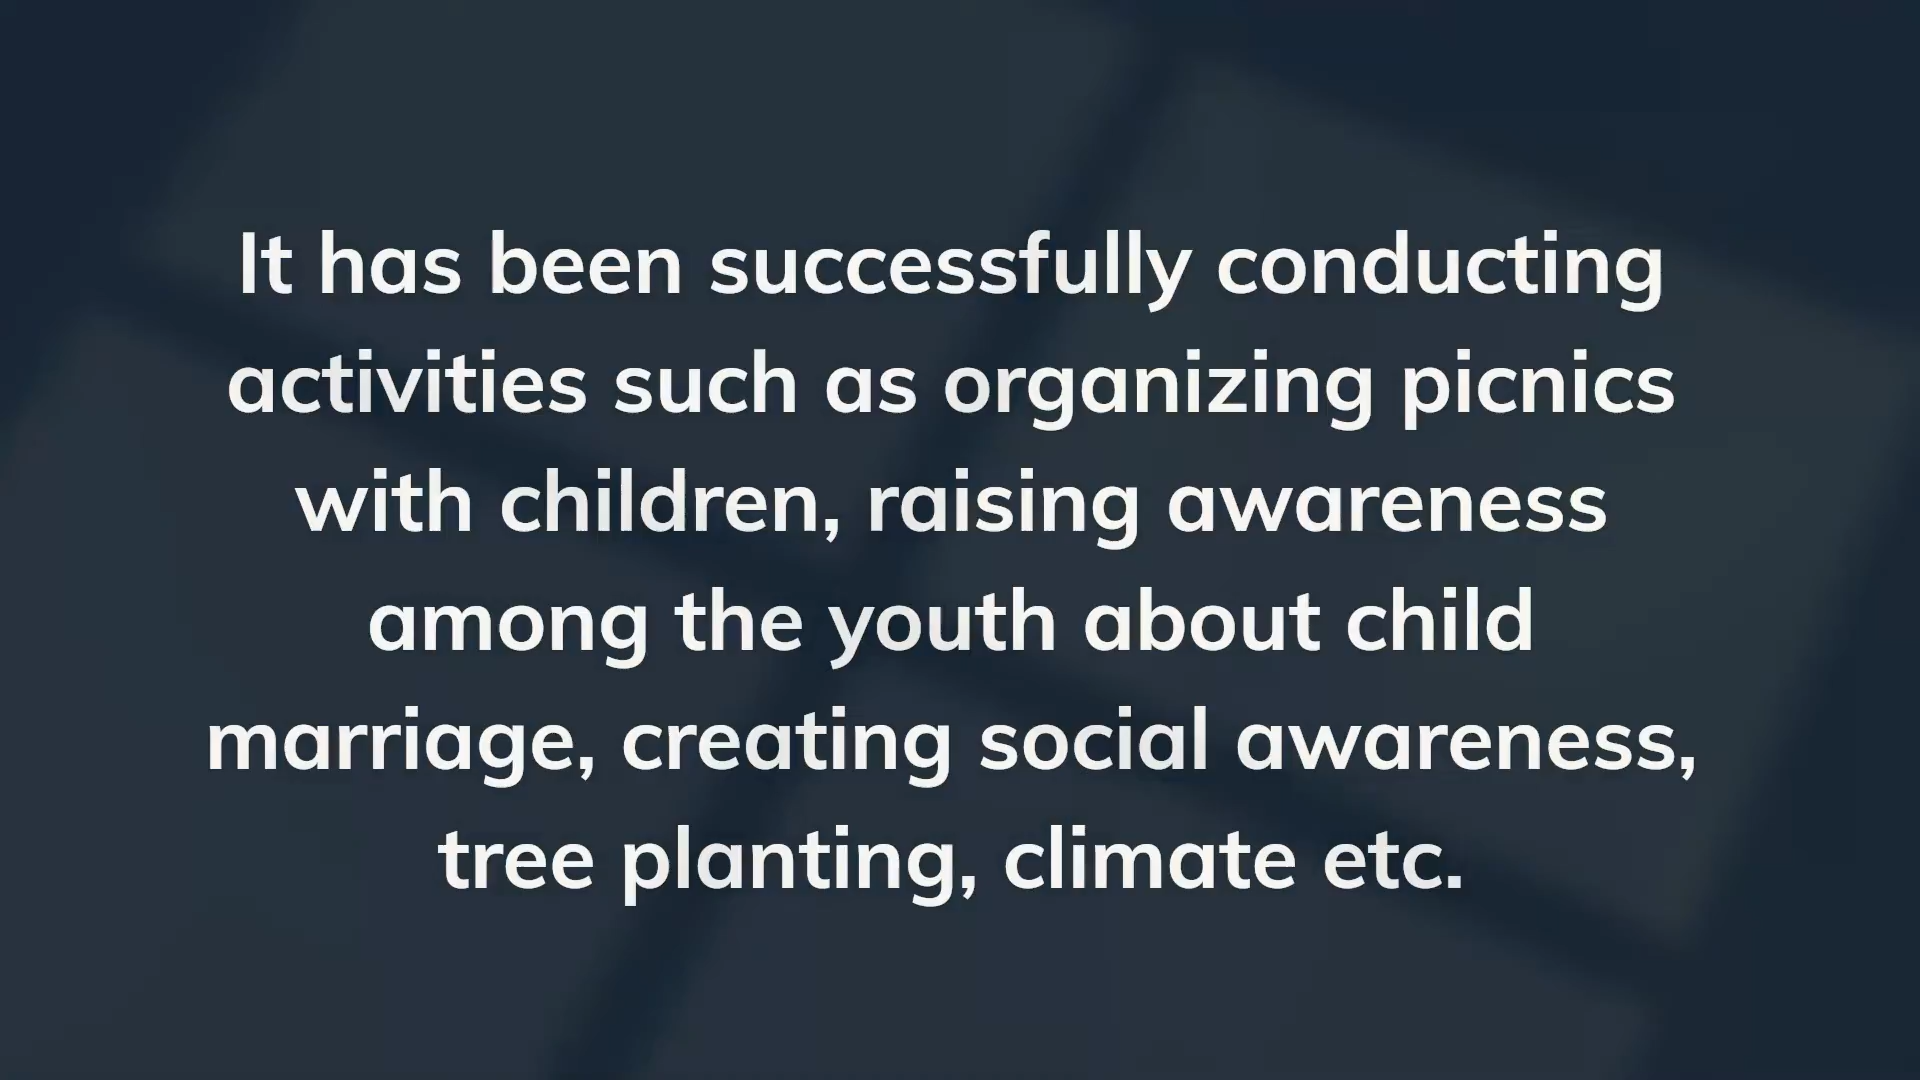 It has been successfully conducting
activities such as organizing picnics
with children, raising awareness
among the youth about child
marriage, creating social awareness,
tree planting, climate etc.